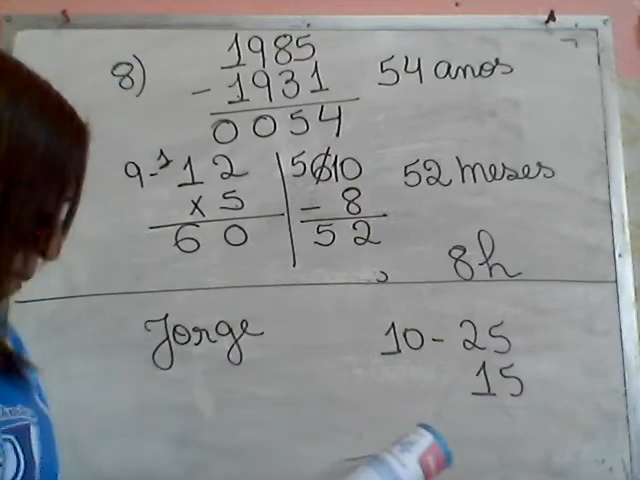 8) 1985
- 1931 54 anos
0054
9-¹ 12 5610 52 meses
x 5 - 8
60 52
8h
Jorge 10 - 25
15